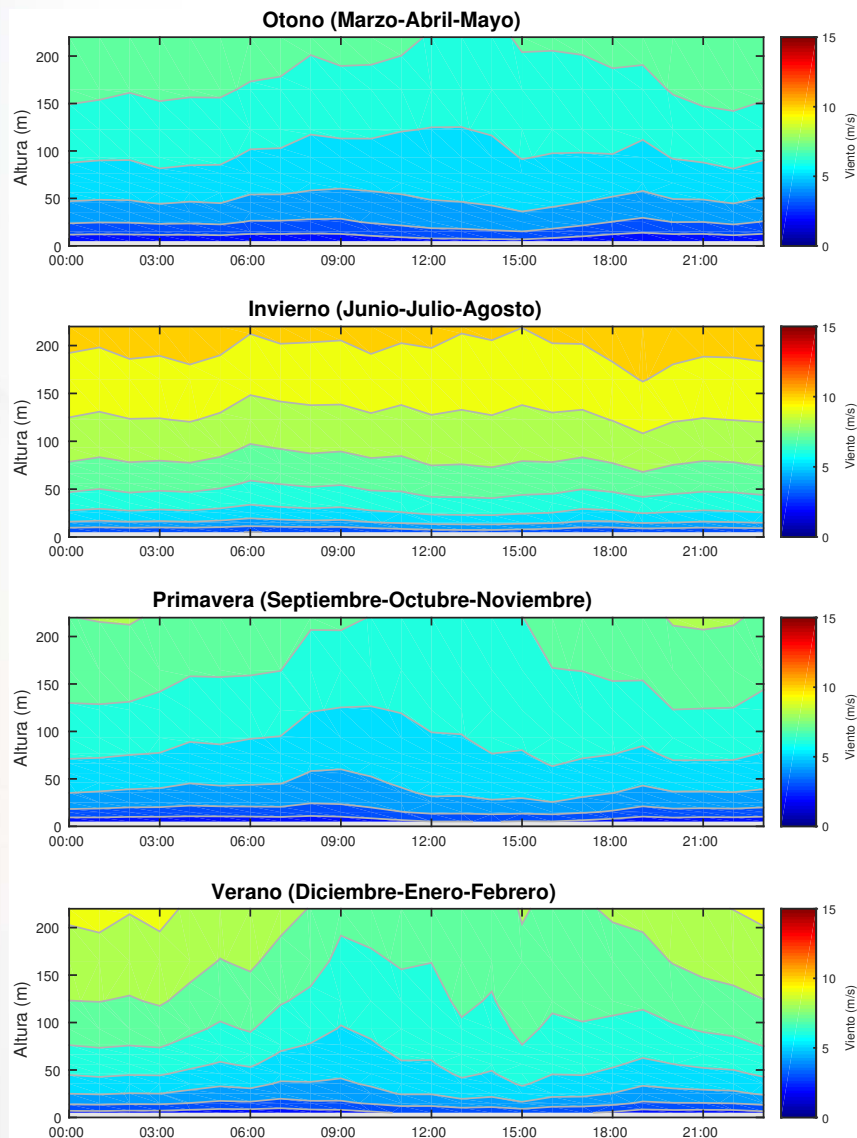 Otono (Marzo-Abril-Mayo)
Altura (m)
200
150
100
50
0
00:00 03:00 06:00 09:00 12:00 15:00 18:00 21:00
15
10
5
0
Viento (m/s)
Invierno (Junio-Julio-Agosto)
Altura (m)
200
150
100
50
0
00:00 03:00 06:00 09:00 12:00 15:00 18:00 21:00
15
10
5
0
Viento (m/s)
Primavera (Septiembre-Octubre-Noviembre)
Altura (m)
200
150
100
50
0
00:00 03:00 06:00 09:00 12:00 15:00 18:00 21:00
15
10
5
0
Viento (m/s)
Verano (Diciembre-Enero-Febrero)
Altura (m)
200
150
100
50
0
00:00 03:00 06:00 09:00 12:00 15:00 18:00 21:00
15
10
5
0
Viento (m/s)